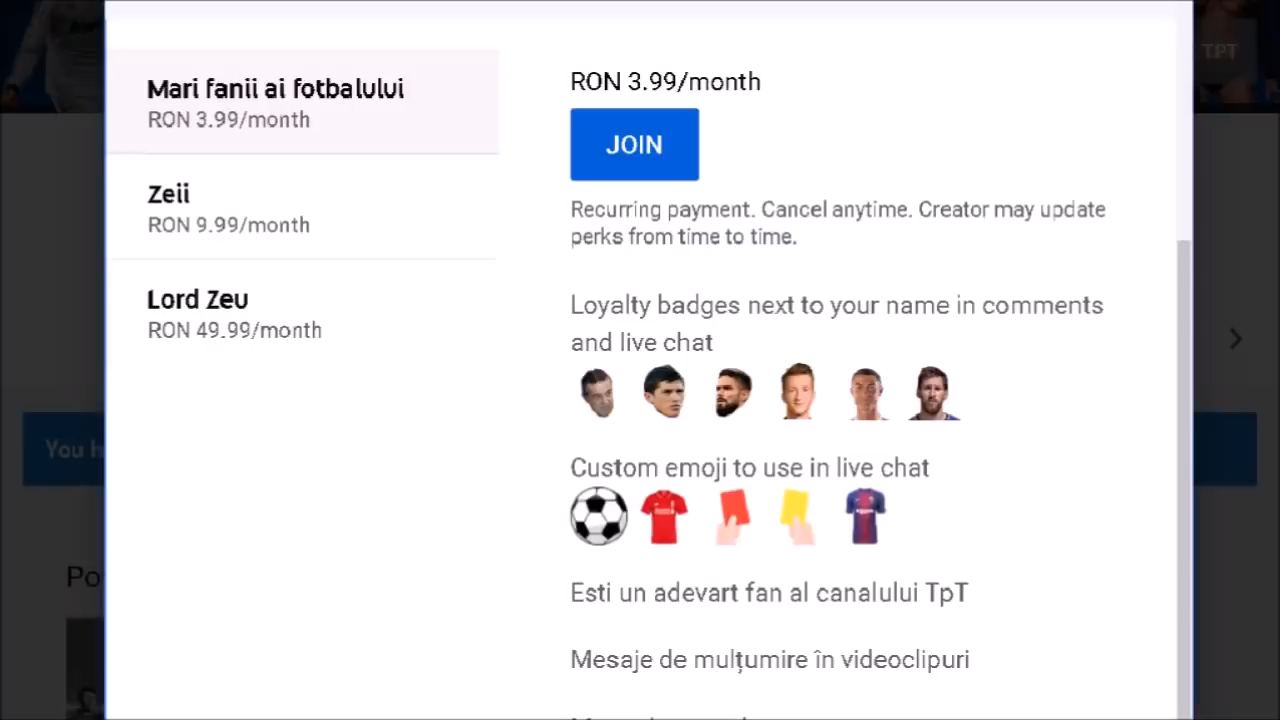 TPT
Mari fanii ai fotbalului
RON 3.99/month
Zeii
RON 9.99/month
Lord Zeu
RON 49.99/month
RON 3.99/month
JOIN
Recurring payment. Cancel anytime. Creator may update
perks from time to time.
Loyalty badges next to your name in comments
and live chat
Custom emoji to use in live chat
Esti un adevart fan al canalului TpT
Mesaje de mulțumire în videoclipuri
You h
Po